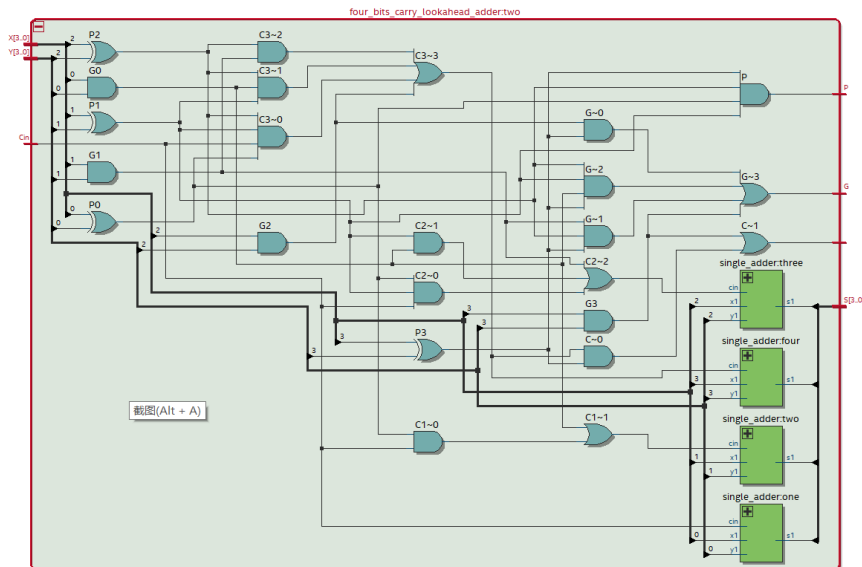 four_bits_carry_lookahead_adder:two
X[3..0]
Y[3..0]
Cin
P2
G0
P1
G1
P0
C3~2
C3~1
C3~0
G2
C3~3
C2~1
C2~0
P3
C1~0
G~0
G~2
G~1
C2~2
G3
C~0
C1~1
P
G~3
C~1
P
G
2
2
0
0
1
1
1
1
0
0
2
2
3
3
3
3
single_adder:three
cin
2 x1 s1
2 y1
single_adder:four
cin
3 x1 s1
3 y1
single_adder:two
cin
1 x1 s1
1 y1
single_adder:one
cin
0 x1 s1
0 y1
截图(Alt + A)